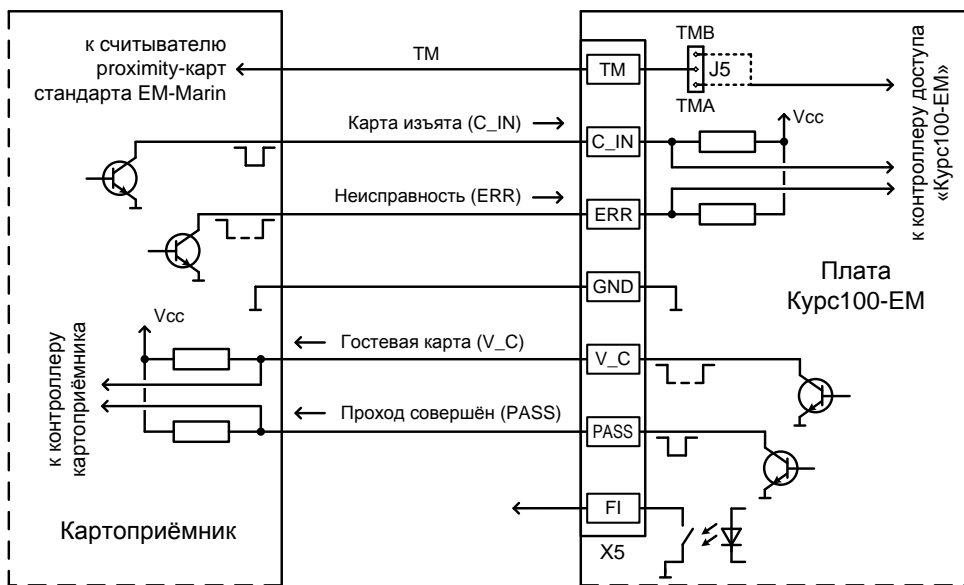 к считывателю
proximity-карт
стандарта EM-Marin
TM
TM
TMB
J5
TMA
Vcc
к контроллеру доступа
«Курс100-ЕМ»
Карта изъята (C_IN)
C_IN
Неисправность (ERR)
ERR
GND
Плата
Курс100-ЕМ
Vcc
к контроллеру
картоприёмника
Гостевая карта (V_C)
V_C
Проход совершён (PASS)
PASS
FI
X5
Картоприёмник